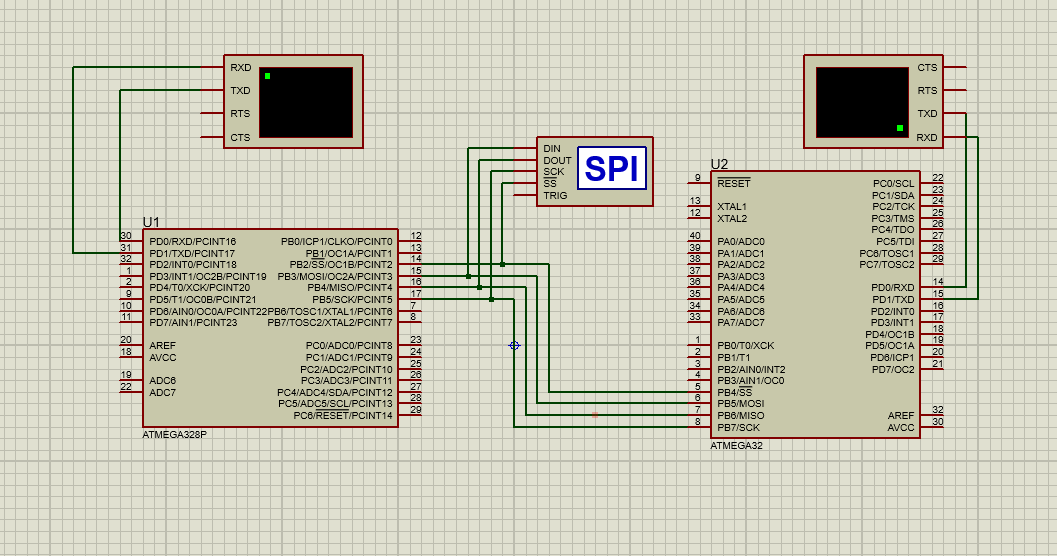 RXD
TXD
RTS
CTS
CTS
RTS
TXD
RXD
DIN
DOUT
SCK
SS
TRIG
SPI
U1
30 PD0/RXD/PCINT16
31 PD1/TXD/PCINT17
32 PD2/INT0/PCINT18
1 PD3/INT1/OC2B/PCINT19
2 PD4/T0/XCK/PCINT20
9 PD5/T1/OC0B/PCINT21
10 PD6/AIN0/OC0A/PCINT22
11 PD7/AIN1/PCINT23
20 AREF
18 AVCC
19 ADC6
22 ADC7
PB0/ICP1/CLKO/PCINT0 12
PB1/OC1A/PCINT1 13
PB2/SS/OC1B/PCINT2 14
PB3/MOSI/OC2A/PCINT3 15
PB4/MISO/PCINT4 16
PB5/SCK/PCINT5 17
PB6/TOSC1/XTAL1/PCINT6 7
PB7/TOSC2/XTAL2/PCINT7 8
PC0/ADC0/PCINT8 23
PC1/ADC1/PCINT9 24
PC2/ADC2/PCINT10 25
PC3/ADC3/PCINT11 26
PC4/ADC4/SDA/PCINT12 27
PC5/ADC5/SCL/PCINT13 28
PC6/RESET/PCINT14 29
ATMEGA328P
U2
9 RESET
13 XTAL1
12 XTAL2
40 PA0/ADC0
39 PA1/ADC1
38 PA2/ADC2
37 PA3/ADC3
36 PA4/ADC4
35 PA5/ADC5
34 PA6/ADC6
33 PA7/ADC7
1 PB0/T0/XCK
2 PB1/T1
3 PB2/AIN0/INT2
4 PB3/AIN1/OC0
5 PB4/SS
6 PB5/MOSI
7 PB6/MISO
8 PB7/SCK
PC0/SCL 22
PC1/SDA 23
PC2/TCK 24
PC3/TMS 25
PC4/TDO 26
PC5/TDI 27
PC6/TOSC1 28
PC7/TOSC2 29
PD0/RXD 14
PD1/TXD 15
PD2/INT0 16
PD3/INT1 17
PD4/OC1B 18
PD5/OC1A 19
PD6/ICP1 20
PD7/OC2 21
AREF 32
AVCC 30
ATMEGA32